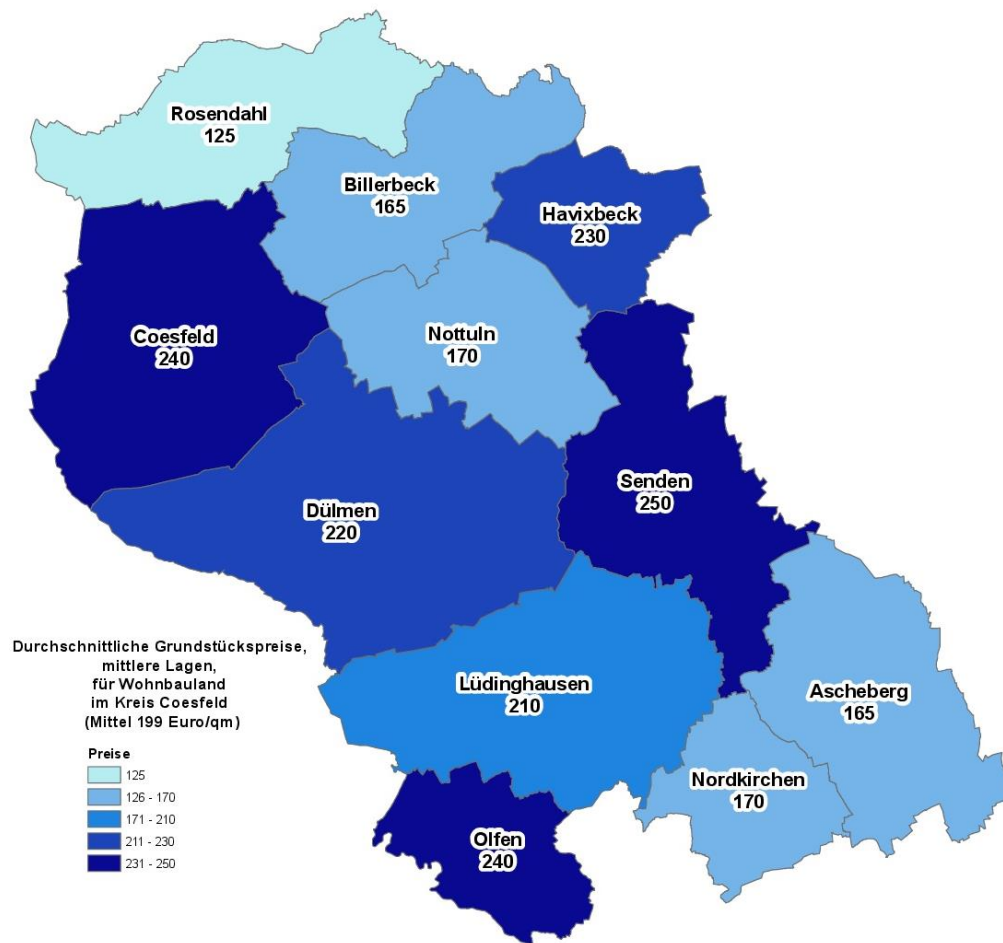 Rosendahl
125
Billerbeck
165
Havixbeck
230
Coesfeld
240
Nottuln
170
Senden
250
Dülmen
220
Lüdinghausen
210
Ascheberg
165
Nordkirchen
170
Olfen
240
Durchschnittliche Grundstückspreise,
mittlere Lagen,
für Wohnbauland
im Kreis Coesfeld
(Mittel 199 Euro/qm)
Preise
125
126 - 170
171 - 210
211 - 230
231 - 250